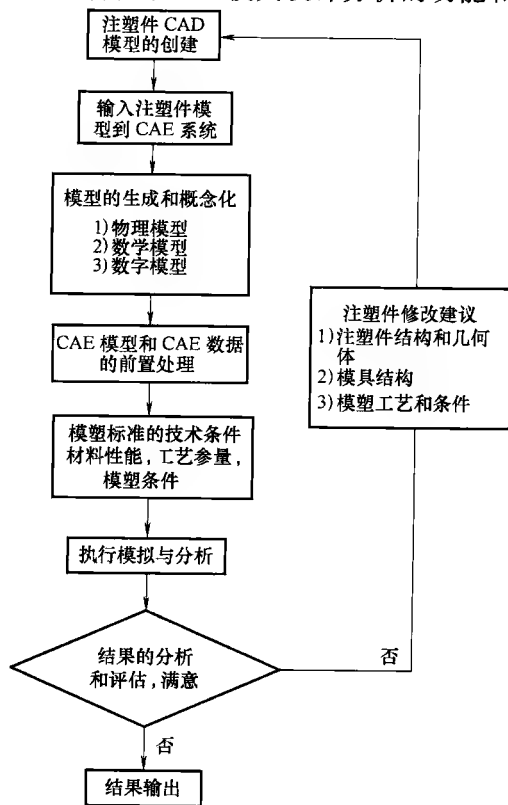 注塑件 CAD
模型的创建
输入注塑件模
型到 CAE 系统
模型的生成和概念化
1)物理模型
2)数学模型
3)数字模型
CAE 模型和 CAE 数据
的前置处理
模塑标准的技术条件
材料性能,工艺参量,
模塑条件
执行模拟与分析
结果的分析
和评估,满意
否
结果输出
否
注塑件修改建议
1)注塑件结构和几何
体
2)模具结构
3)模塑工艺和条件